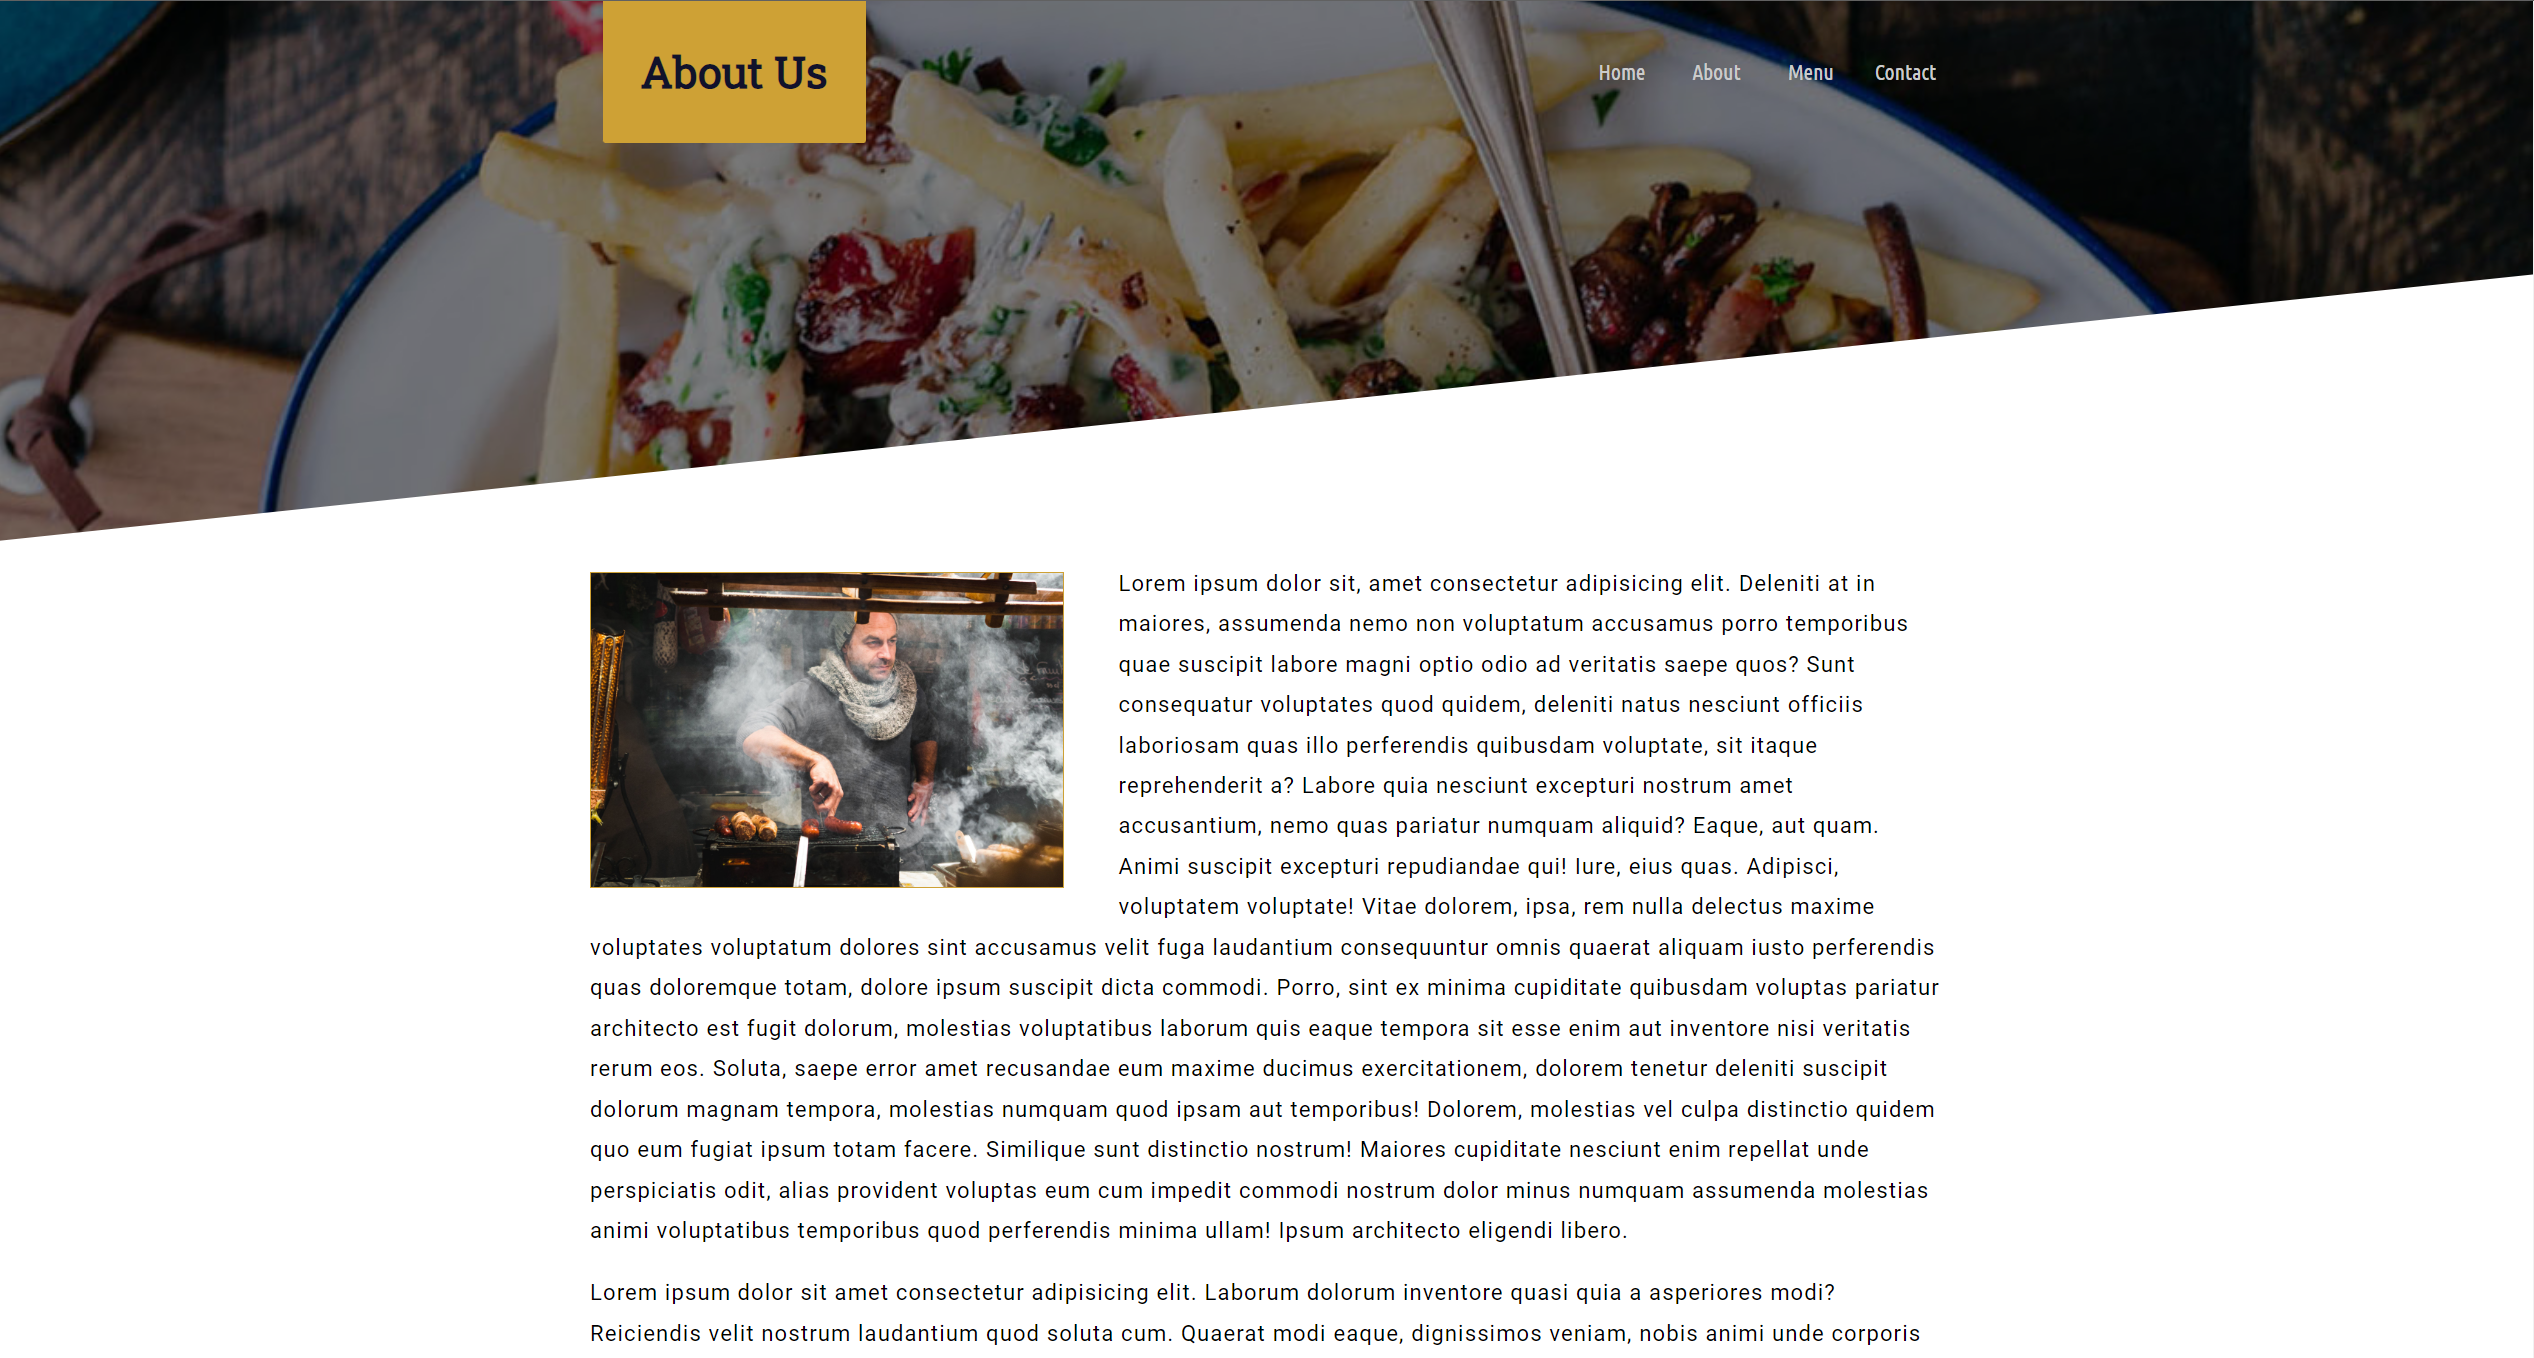 About Us
Home About Menu Contact
Lorem ipsum dolor sit, amet consectetur adipisicing elit. Deleniti at in
maiores, assumenda nemo non voluptatum accusamus porro temporibus
quae suscipit labore magni optio odio ad veritatis saepe quos? Sunt
consequatur voluptates quod quidem, deleniti natus nesciunt officiis
laboriosam quas illo perferendis quibusdam voluptate, sit itaque
reprehenderit a? Labore quia nesciunt excepturi nostrum amet
accusantium, nemo quas pariatur numquam aliquid? Eaque, aut quam.
Animi suscipit excepturi repudiandae qui! Iure, eius quas. Adipisci,
voluptatem voluptate! Vitae dolorem, ipsa, rem nulla delectus maxime
voluptates voluptatum dolores sint accusamus velit fuga laudantium consequuntur omnis quaerat aliquam iusto perferendis
quas doloremque totam, dolore ipsum suscipit dicta commodi. Porro, sint ex minima cupiditate quibusdam voluptas pariatur
architecto est fugit dolorum, molestias voluptatibus laborum quis eaque tempora sit esse enim aut inventore nisi veritatis
rerum eos. Soluta, saepe error amet recusandae eum maxime ducimus exercitationem, dolorem tenetur deleniti suscipit
dolorum magnam tempora, molestias numquam quod ipsam aut temporibus! Dolorem, molestias vel culpa distinctio quidem
quo eum fugiat ipsum totam facere. Similique sunt distinctio nostrum! Maiores cupiditate nesciunt enim repellat unde
perspiciatis odit, alias provident voluptas eum cum impedit commodi nostrum dolor minus numquam assumenda molestias
animi voluptatibus temporibus quod perferendis minima ullam! Ipsum architecto eligendi libero.
Lorem ipsum dolor sit amet consectetur adipisicing elit. Laborum dolorum inventore quasi quia a asperiores modi?
Reiciendis velit nostrum laudantium quod soluta cum. Quaerat modi eaque, dignissimos veniam, nobis animi unde corporis